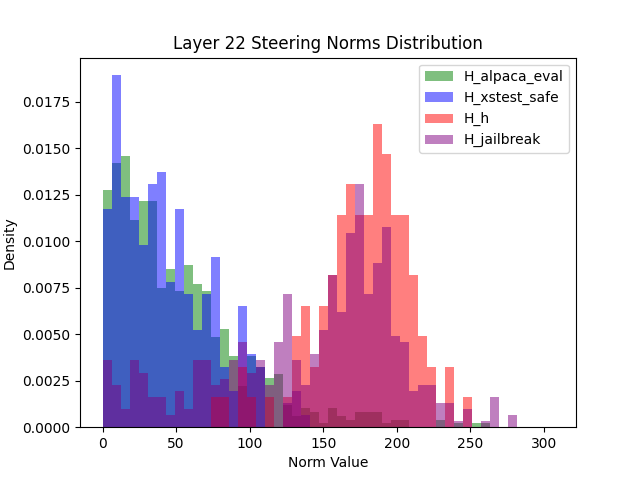 Layer 22 Steering Norms Distribution
H_alpaca_eval
H_xstest_safe
H_h
H_jailbreak
Density
0.0175
0.0150
0.0125
0.0100
0.0075
0.0050
0.0025
0.0000
0 50 100 150 200 250 300
Norm Value